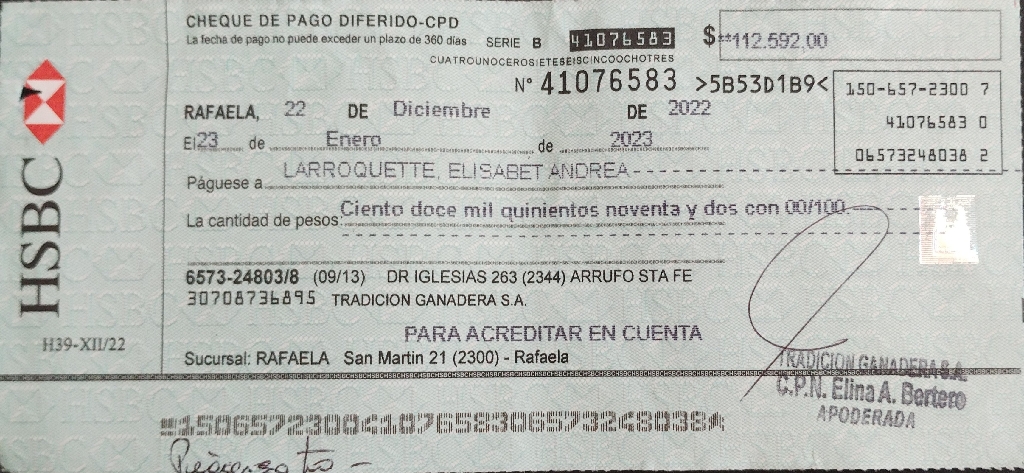 CHEQUE DE PAGO DIFERIDO-CPD
La fecha de pago no puede exceder un plazo de 360 días SERIE B 41076583 $**112.592,00
CUATROUNOCEROSIETESEISCINCOOCHOTRES
N° 41076583 >5B53D1B9< 150-657-2300 7
41076583 0
06573248038 2
RAFAELA, 22 DE Diciembre DE 2022
El 23 de Enero de 2023
Páguese a LARROQUETTE, ELISABET ANDREA
La cantidad de pesos: Ciento doce mil quinientos noventa y dos con 00/100
6573-24803/8 (09/13) DR IGLESIAS 263 (2344) ARRUFO STA FE
30708736895 TRADICION GANADERA S.A.
PARA ACREDITAR EN CUENTA
Sucursal: RAFAELA San Martin 21 (2300) - Rafaela
HSBC
H39-XII/22
TRADICION GANADERA S.A.
C.P.N. Elina A. Bertero
APODERADA
15065723004107658306573248038